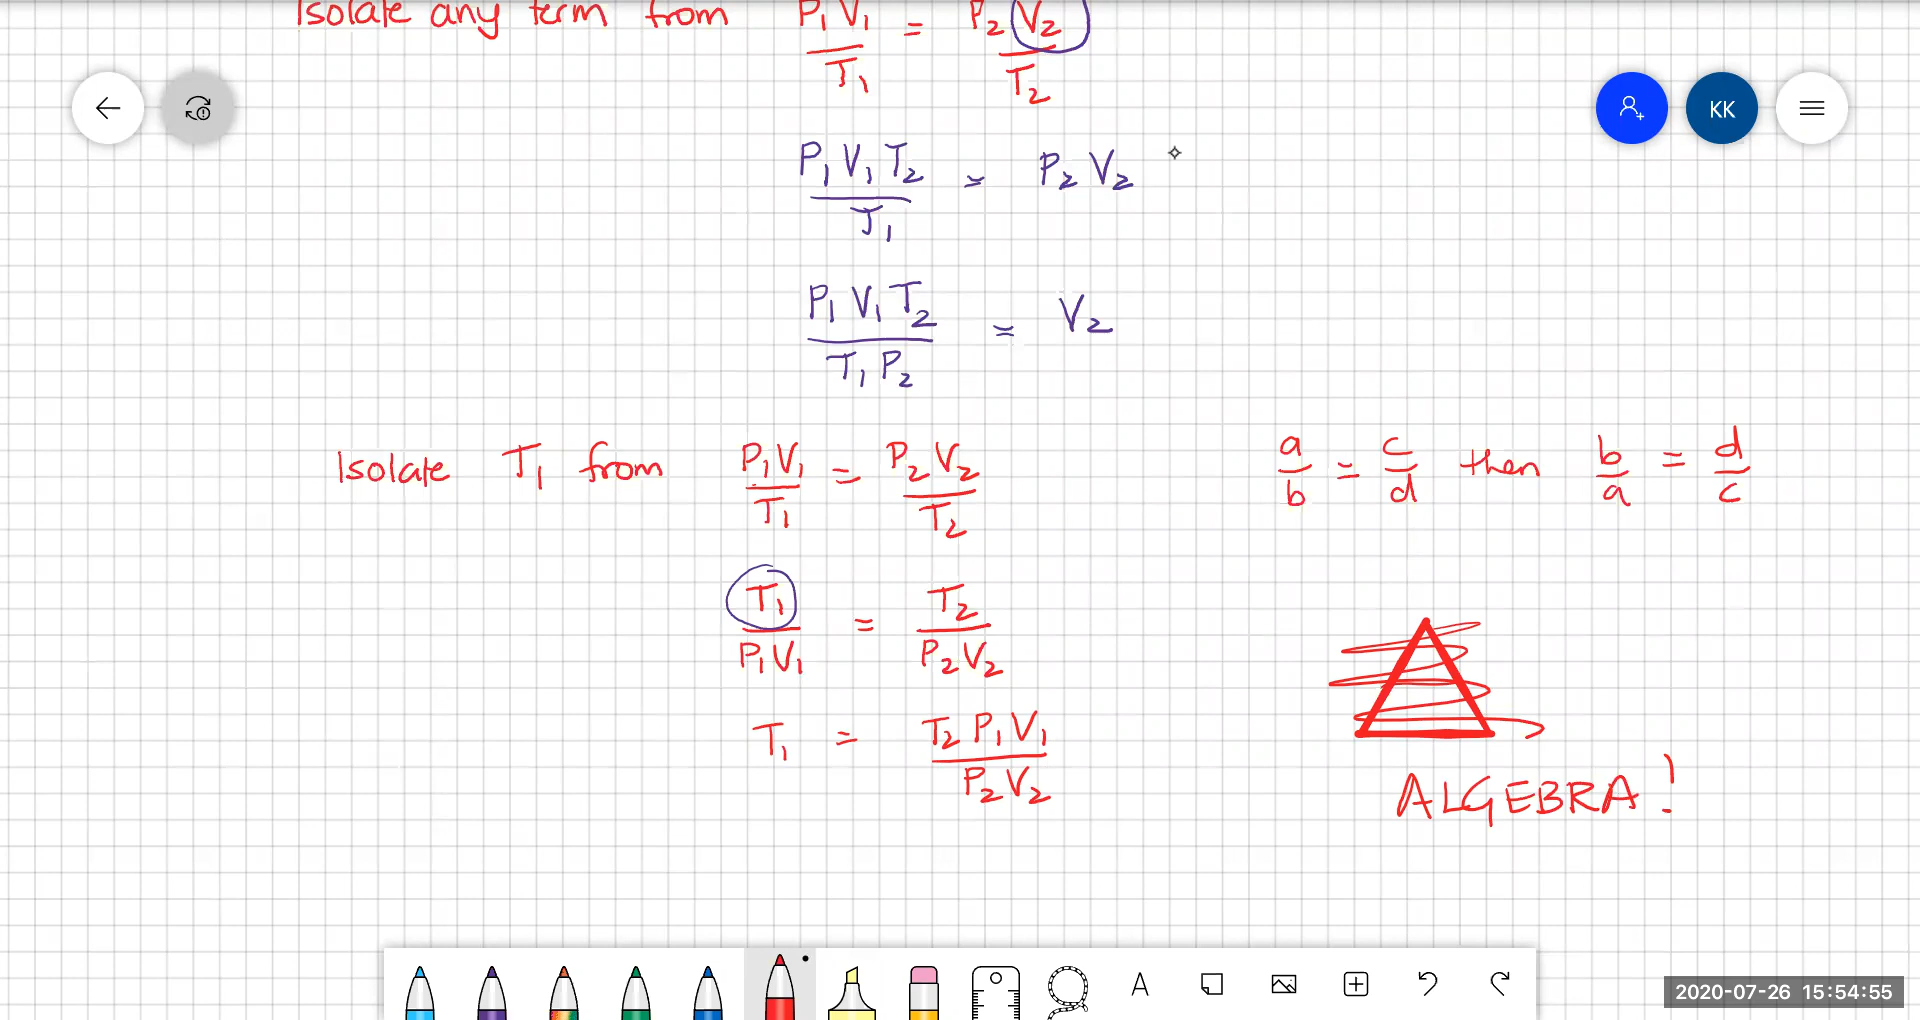 Isolate any term from P₁V₁/T₁ = P₂V₂/T₂
KK
P₁V₁T₂/T₁ = P₂V₂
P₁V₁T₂/T₁P₂ = V₂
Isolate T₁ from P₁V₁/T₁ = P₂V₂/T₂
a/b = c/d then b/a = d/c
T₁/P₁V₁ = T₂/P₂V₂
T₁ = T₂P₁V₁/P₂V₂
ALGEBRA!
A
2020-07-26 15:54:55